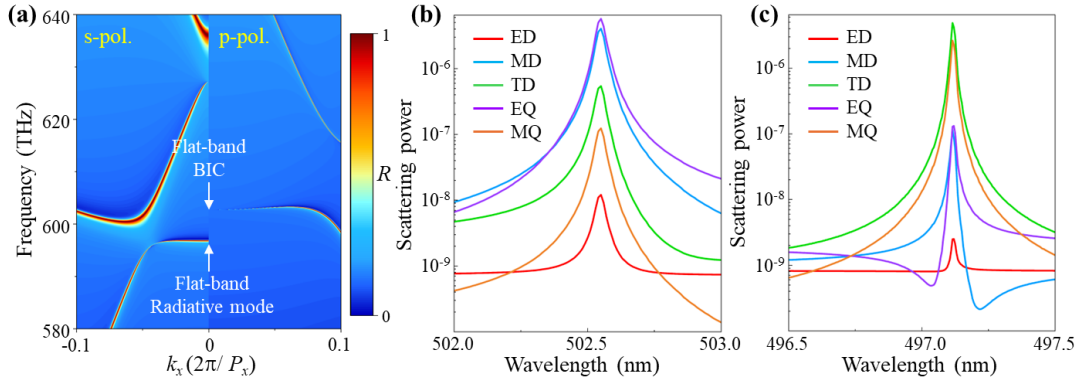 (a)
s-pol.
p-pol.
Flat-band
BIC
Flat-band
Radiative mode
Frequency (THz)
640
620
600
580
-0.1
0
0.1
kₓ(2π/ Pₓ)
1
R
0
(b)
ED
MD
TD
EQ
MQ
Scattering power
10⁻⁶
10⁻⁷
10⁻⁸
10⁻⁹
502.0
502.5
503.0
Wavelength (nm)
(c)
ED
MD
TD
EQ
MQ
Scattering power
10⁻⁶
10⁻⁷
10⁻⁸
10⁻⁹
496.5
497.0
497.5
Wavelength (nm)